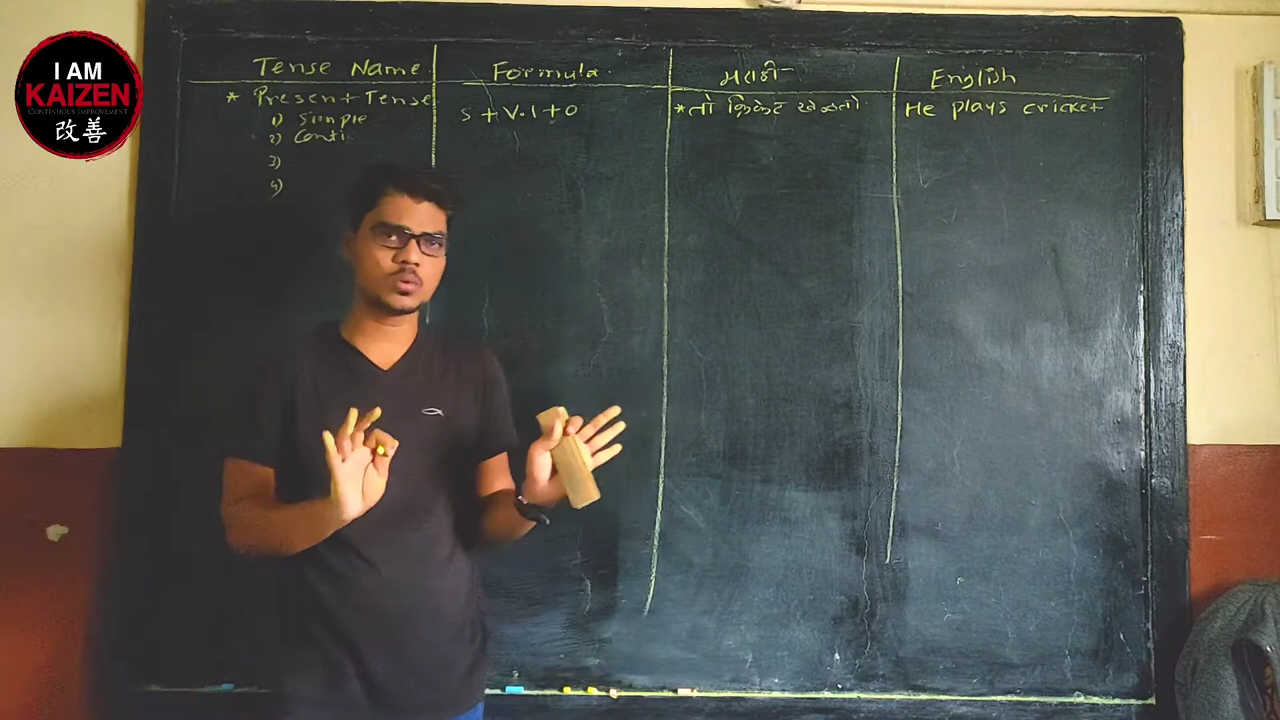 I AM
KAIZEN
CONTINUOUS IMPROVEMENT
改善
Tense Name
Formula
मराठी
English
* Present Tense
S + V.1 + O
* तो क्रिकेट खेळतो.
He plays cricket
1) Simple
2) Conti.
3)
4)